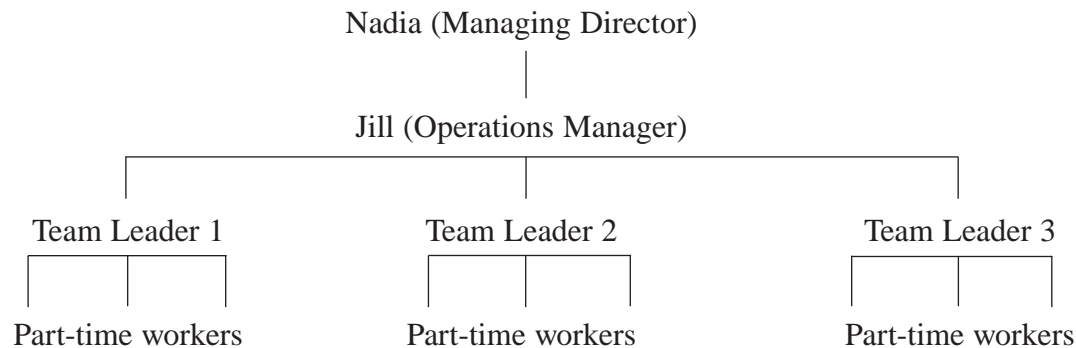 Nadia (Managing Director)
Jill (Operations Manager)
Team Leader 1 Team Leader 2 Team Leader 3
Part-time workers Part-time workers Part-time workers